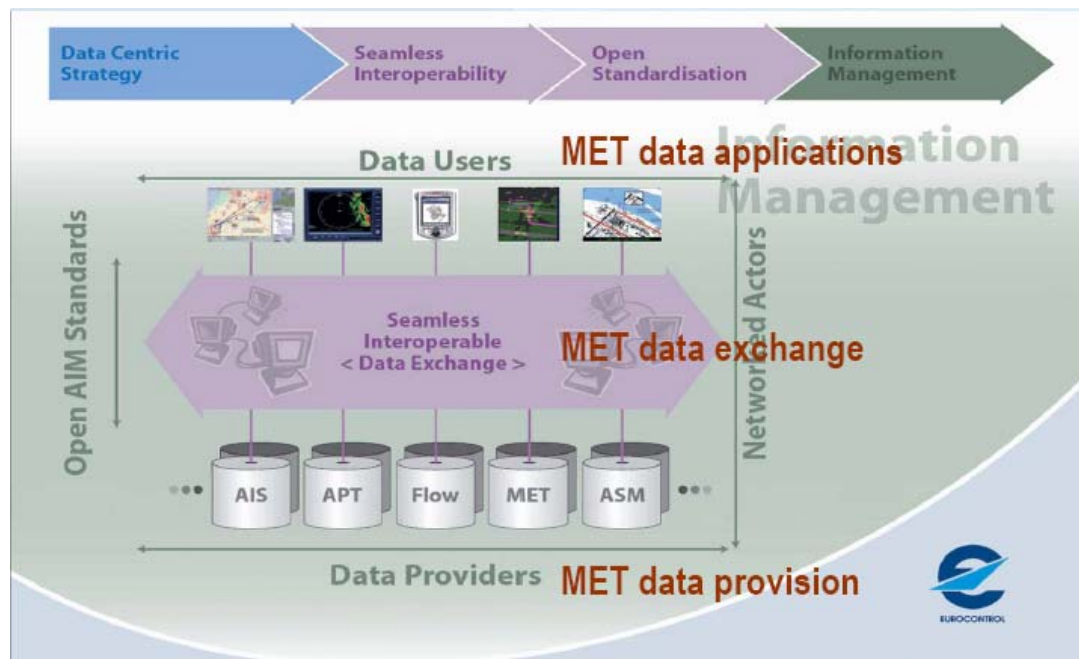 Data Centric
Strategy
Seamless
Interoperability
Open
Standardisation
Information
Management
Information
Management
Data Users
MET data applications
Open AIM Standards
Networked Actors
Seamless
Interoperable
< Data Exchange >
MET data exchange
AIS
APT
Flow
MET
ASM
Data Providers
MET data provision
EUROCONTROL